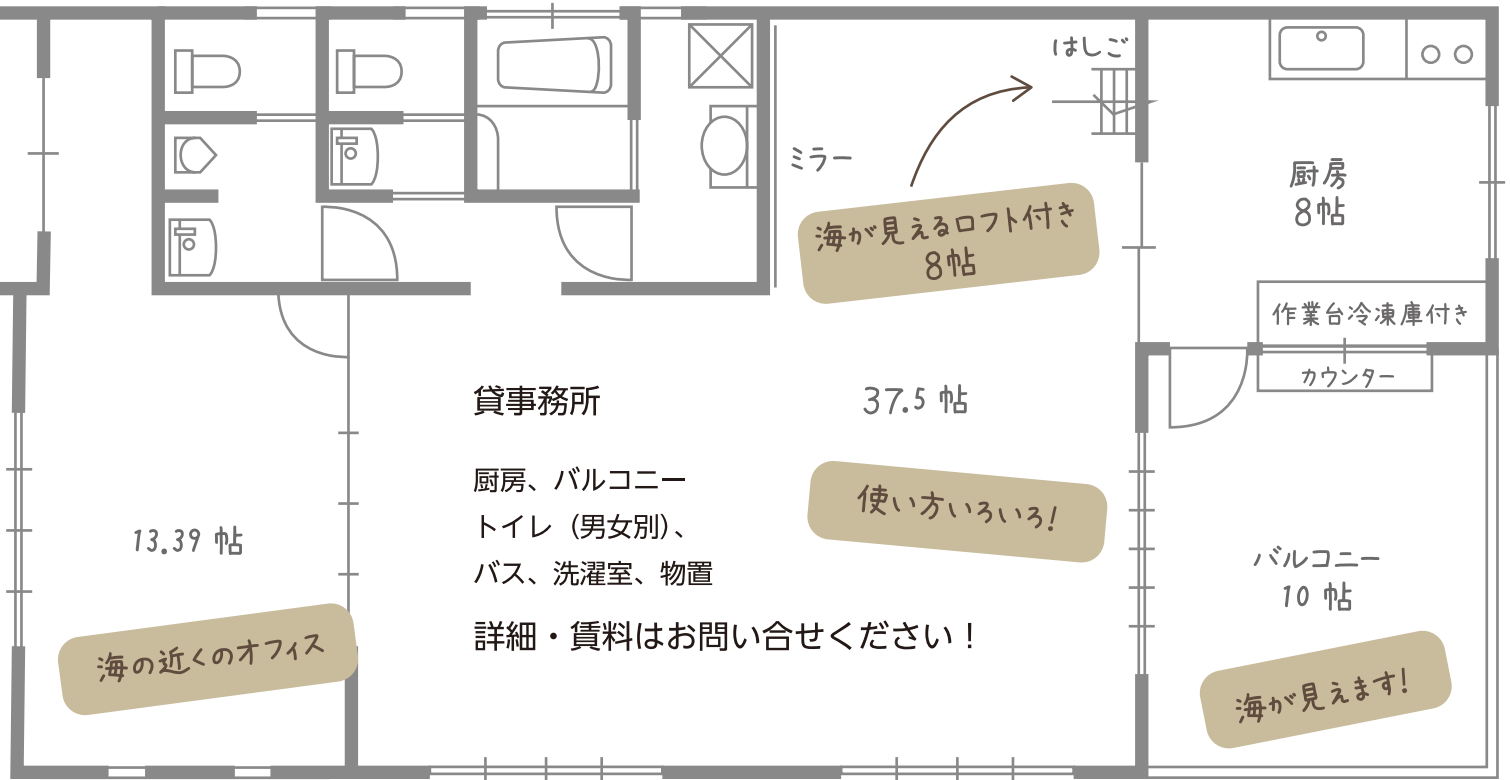 はしご
ミラー
海が見えるロフト付き
8帖
厨房
8帖
作業台冷凍庫付き
カウンター
貸事務所
37.5 帖
厨房、バルコニー
トイレ（男女別）、
バス、洗濯室、物置
詳細・賃料はお問い合せください！
使い方いろいろ!
13.39 帖
海の近くのオフィス
バルコニー
10 帖
海が見えます!